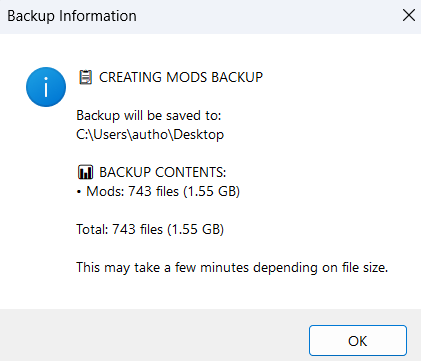 Backup Information
CREATING MODS BACKUP
Backup will be saved to:
C:\Users\autho\Desktop
BACKUP CONTENTS:
• Mods: 743 files (1.55 GB)
Total: 743 files (1.55 GB)
This may take a few minutes depending on file size.
OK